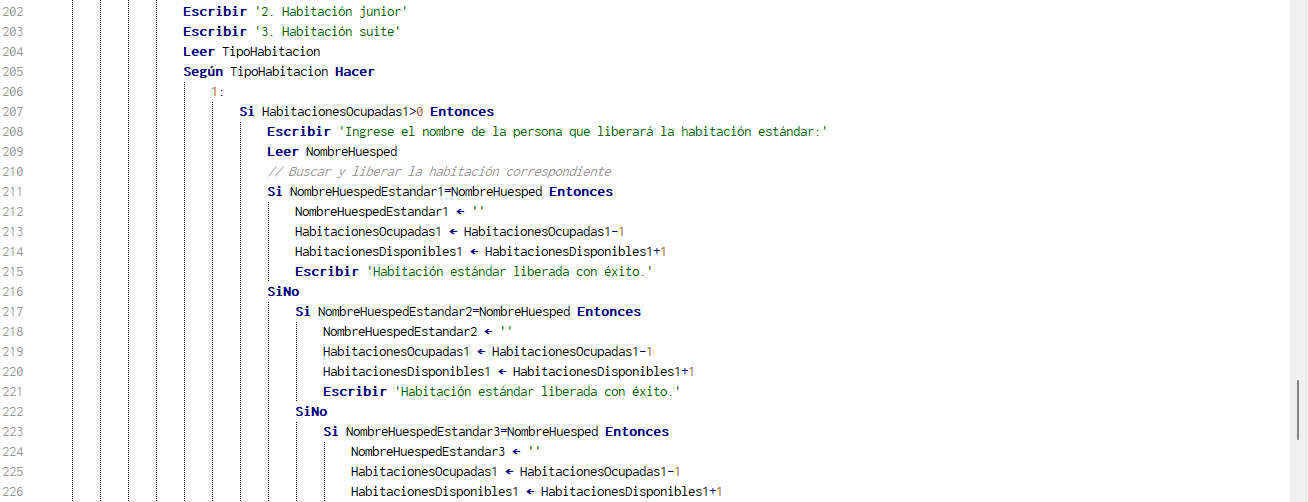 202 Escribir '2. Habitación junior'
203 Escribir '3. Habitación suite'
204 Leer TipoHabitacion
205 Según TipoHabitacion Hacer
206 1:
207 Si HabitacionesOcupadas1>0 Entonces
208 Escribir 'Ingrese el nombre de la persona que liberará la habitación estándar:'
209 Leer NombreHuesped
210 // Buscar y liberar la habitación correspondiente
211 Si NombreHuespedEstandar1=NombreHuesped Entonces
212 NombreHuespedEstandar1 ← ''
213 HabitacionesOcupadas1 ← HabitacionesOcupadas1-1
214 HabitacionesDisponibles1 ← HabitacionesDisponibles1+1
215 Escribir 'Habitación estándar liberada con éxito.'
216 SiNo
217 Si NombreHuespedEstandar2=NombreHuesped Entonces
218 NombreHuespedEstandar2 ← ''
219 HabitacionesOcupadas1 ← HabitacionesOcupadas1-1
220 HabitacionesDisponibles1 ← HabitacionesDisponibles1+1
221 Escribir 'Habitación estándar liberada con éxito.'
222 SiNo
223 Si NombreHuespedEstandar3=NombreHuesped Entonces
224 NombreHuespedEstandar3 ← ''
225 HabitacionesOcupadas1 ← HabitacionesOcupadas1-1
226 HabitacionesDisponibles1 ← HabitacionesDisponibles1+1